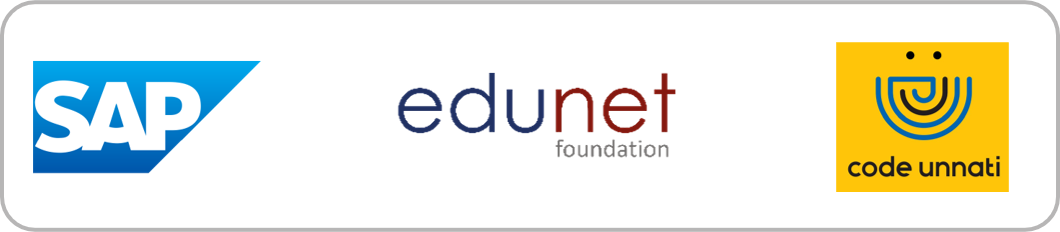 SAP
edunet
foundation
code unnati